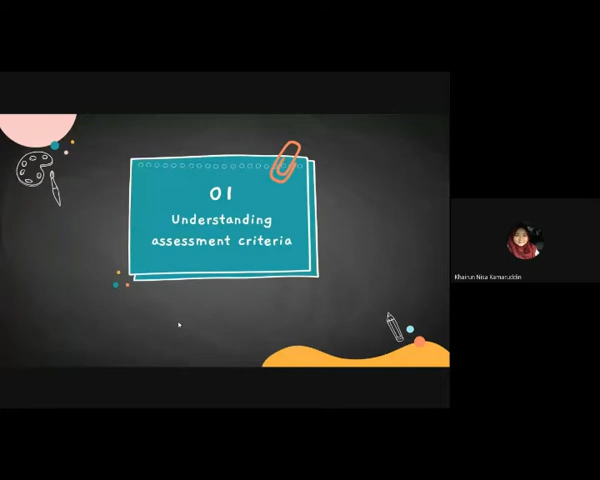 01
Understanding
assessment criteria
Khairun Nisa Kamaruddin